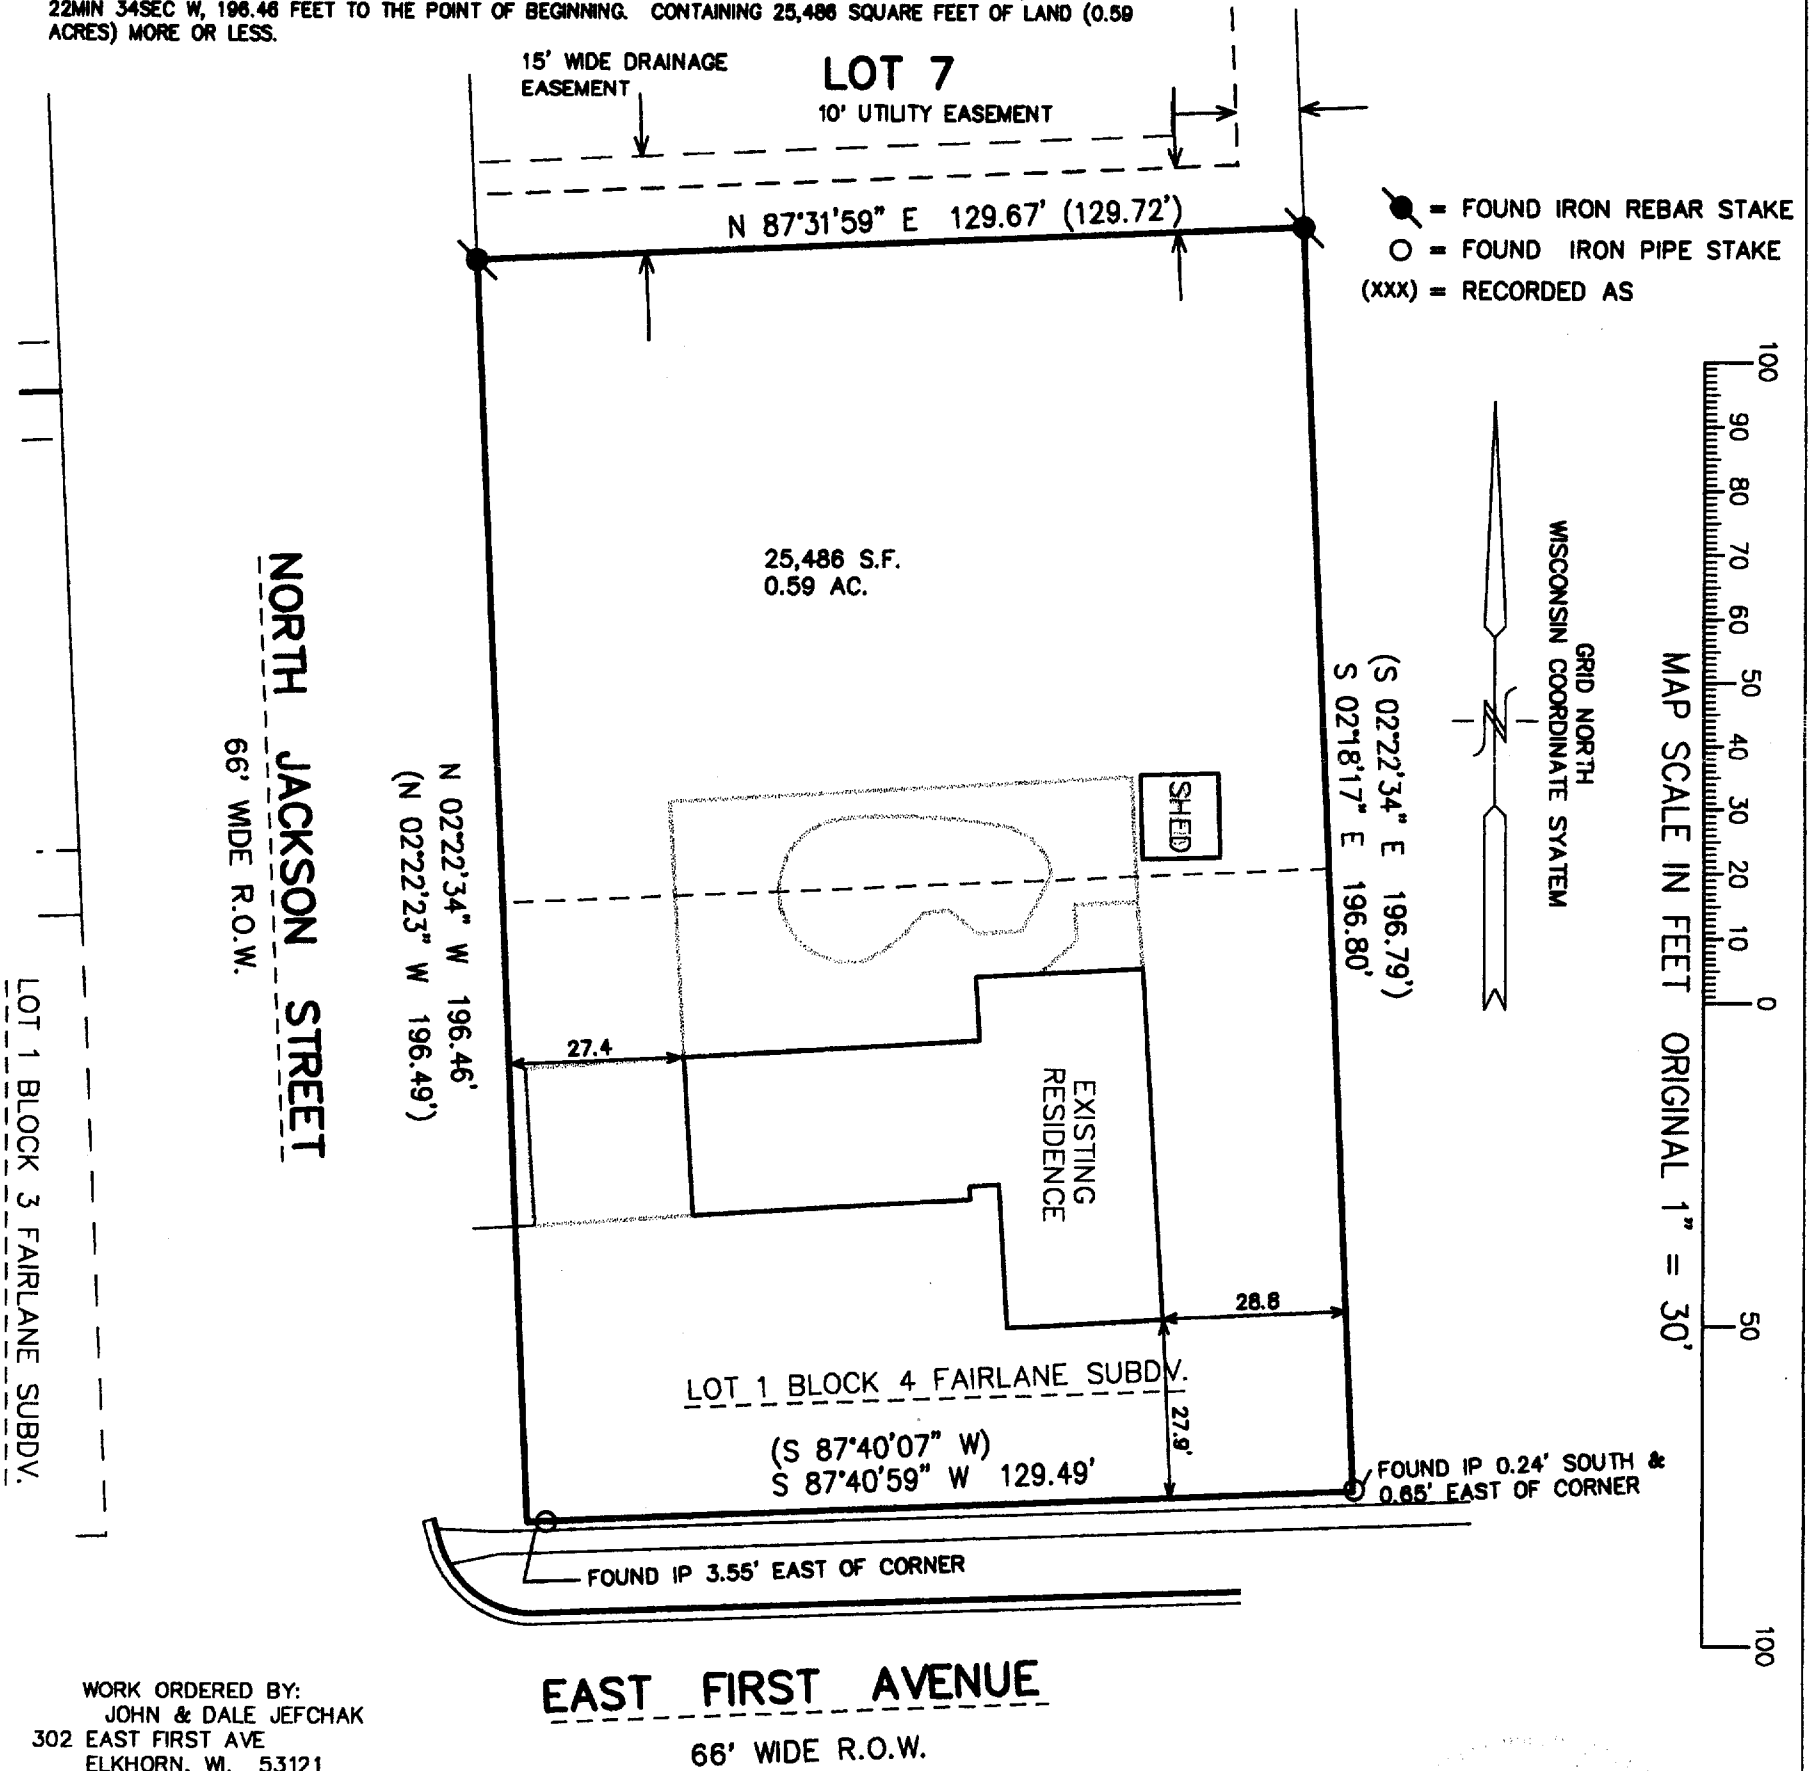 22MIN 34SEC W, 196.46 FEET TO THE POINT OF BEGINNING. CONTAINING 25,486 SQUARE FEET OF LAND (0.59
ACRES) MORE OR LESS.
15' WIDE DRAINAGE
EASEMENT
LOT 7
10' UTILITY EASEMENT
N 87°31'59" E 129.67' (129.72')
= FOUND IRON REBAR STAKE
= FOUND IRON PIPE STAKE
(XXX) = RECORDED AS
25,486 S.F.
0.59 AC.
NORTH JACKSON STREET
66' WIDE R.O.W.
N 02°22'34" W 196.46'
(N 02°22'23" W 196.49')
(S 02°22'34" E 196.79')
S 02°18'17" E 196.80'
GRID NORTH
WISCONSIN COORDINATE SYATEM
N
MAP SCALE IN FEET ORIGINAL 1" = 30'
100
90
80
70
60
50
40
30
20
10
0
50
100
SHED
27.4
EXISTING
RESIDENCE
28.8
27.9'
LOT 1 BLOCK 4 FAIRLANE SUBDV.
(S 87°40'07" W)
S 87°40'59" W 129.49'
FOUND IP 0.24' SOUTH &
0.65' EAST OF CORNER
FOUND IP 3.55' EAST OF CORNER
LOT 1 BLOCK 3 FAIRLANE SUBDV.
EAST FIRST AVENUE
66' WIDE R.O.W.
WORK ORDERED BY:
JOHN & DALE JEFCHAK
302 EAST FIRST AVE
ELKHORN, WI. 53121